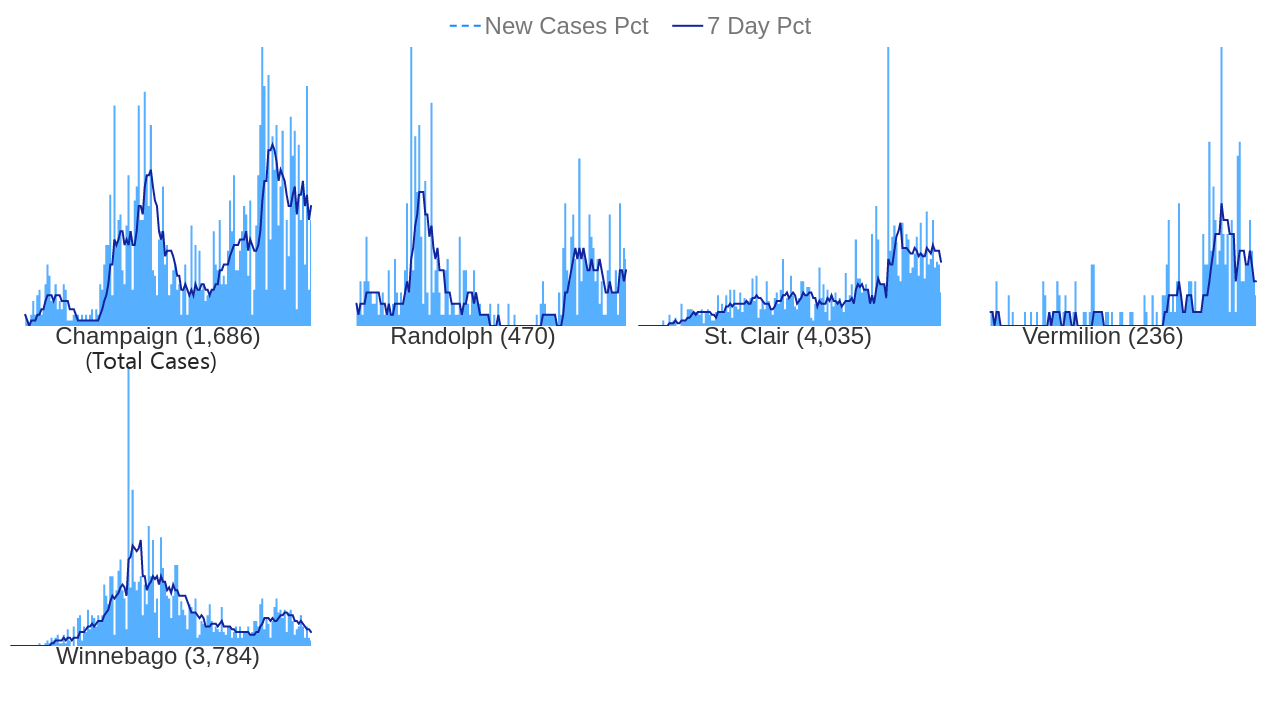 New Cases Pct 7 Day Pct
Champaign (1,686) Randolph (470) St. Clair (4,035) Vermilion (236)
(Total Cases)
Winnebago (3,784)